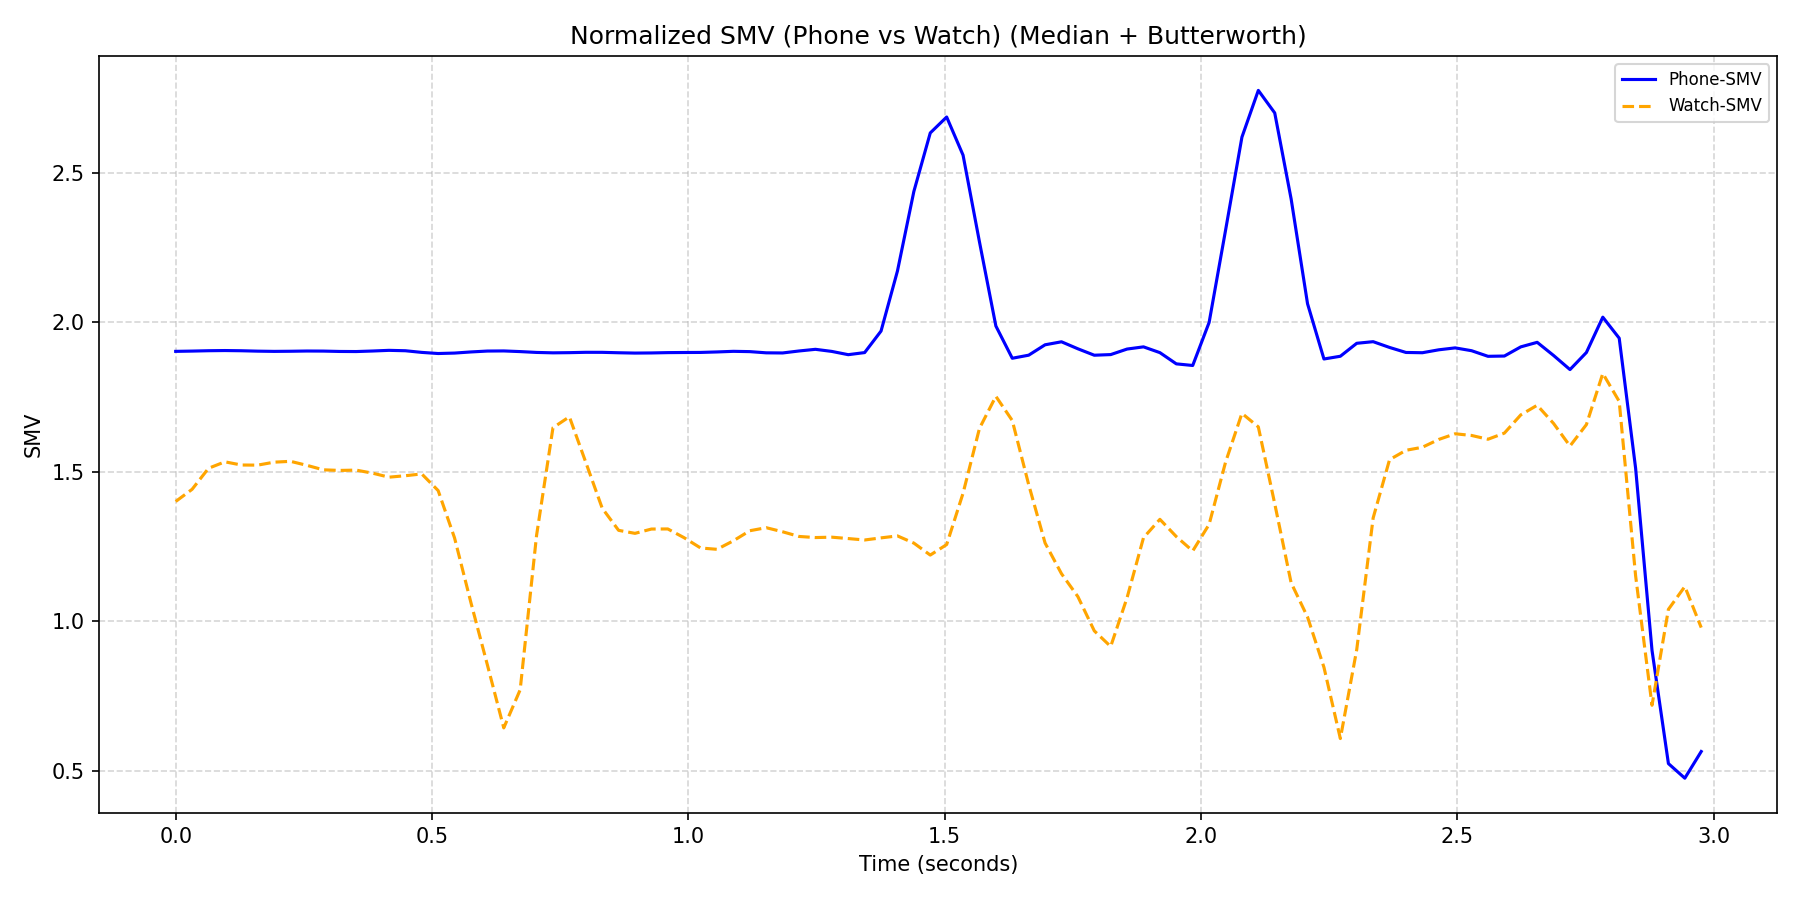 Normalized SMV (Phone vs Watch) (Median + Butterworth)
Phone-SMV
Watch-SMV
SMV
2.5
2.0
1.5
1.0
0.5
0.0 0.5 1.0 1.5 2.0 2.5 3.0
Time (seconds)